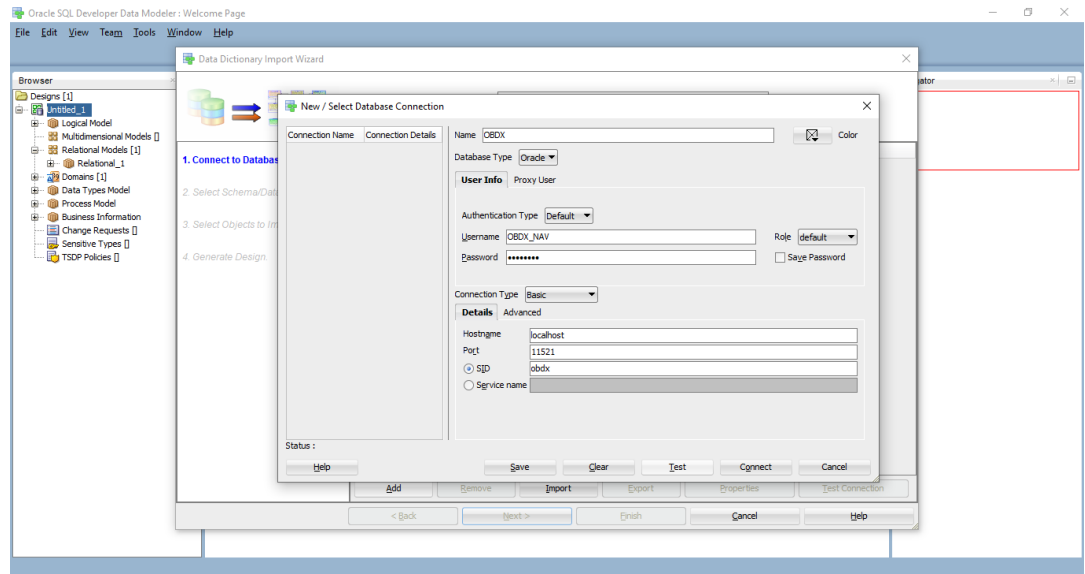 Oracle SQL Developer Data Modeler : Welcome Page
File Edit View Team Tools Window Help
Data Dictionary Import Wizard
Browser
Designs [1]
Untitled_1
Logical Model
Multidimensional Models []
Relational Models [1]
Relational_1
Domains [1]
Data Types Model
Process Model
Business Information
Change Requests []
Sensitive Types []
TSDP Policies []
1. Connect to Databas
2. Select Schema/Data
3. Select Objects to Im
4. Generate Design
New / Select Database Connection
Connection Name Connection Details
Name OBDX Color
Database Type Oracle
User Info Proxy User
Authentication Type Default
Username OBDX_NAV Role default
Password •••••••• Save Password
Connection Type Basic
Details Advanced
Hostname localhost
Port 11521
SID obdx
Service name
Status :
Help Save Clear Test Connect Cancel
Add Remove Import Export Properties Test Connection
< Back Next > Finish Cancel Help
ator